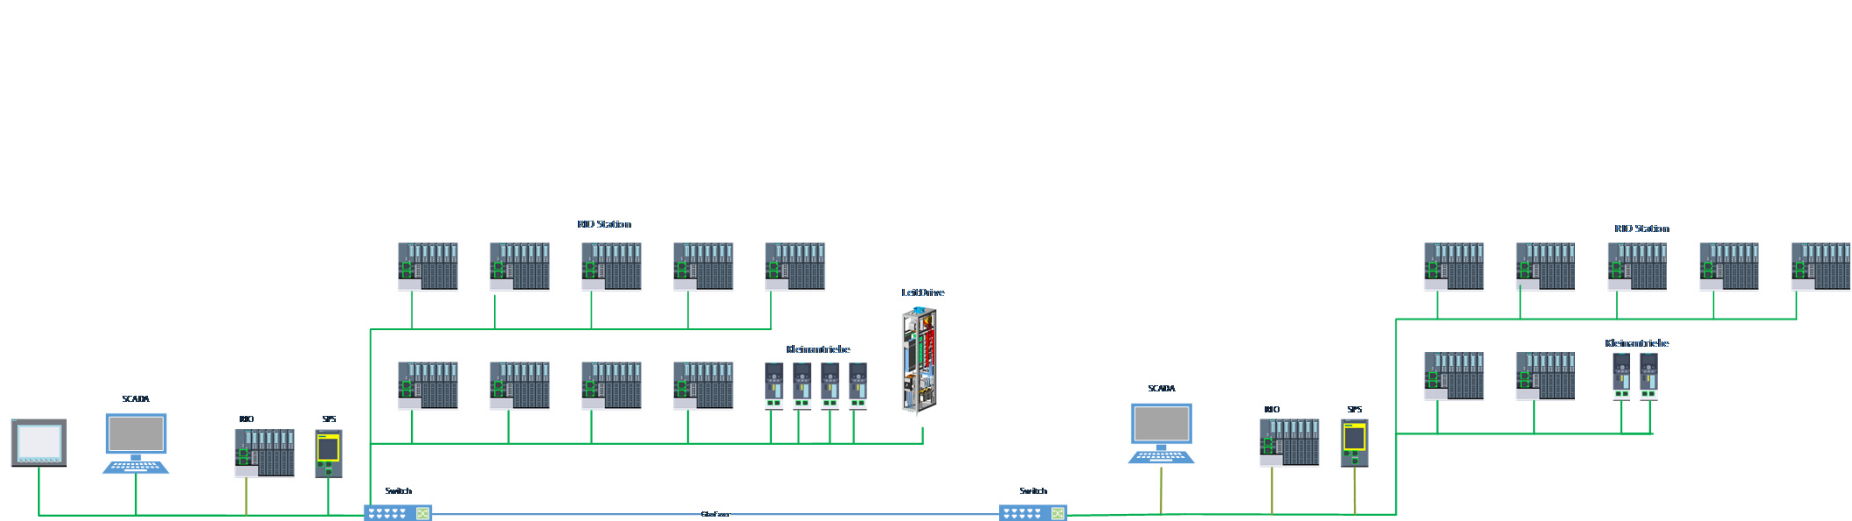 RIO Station
RIO Station
LeitDrive
Kleinantriebe
Kleinantriebe
SCADA
SCADA
RIO
SPS
RIO
SPS
Switch
Switch